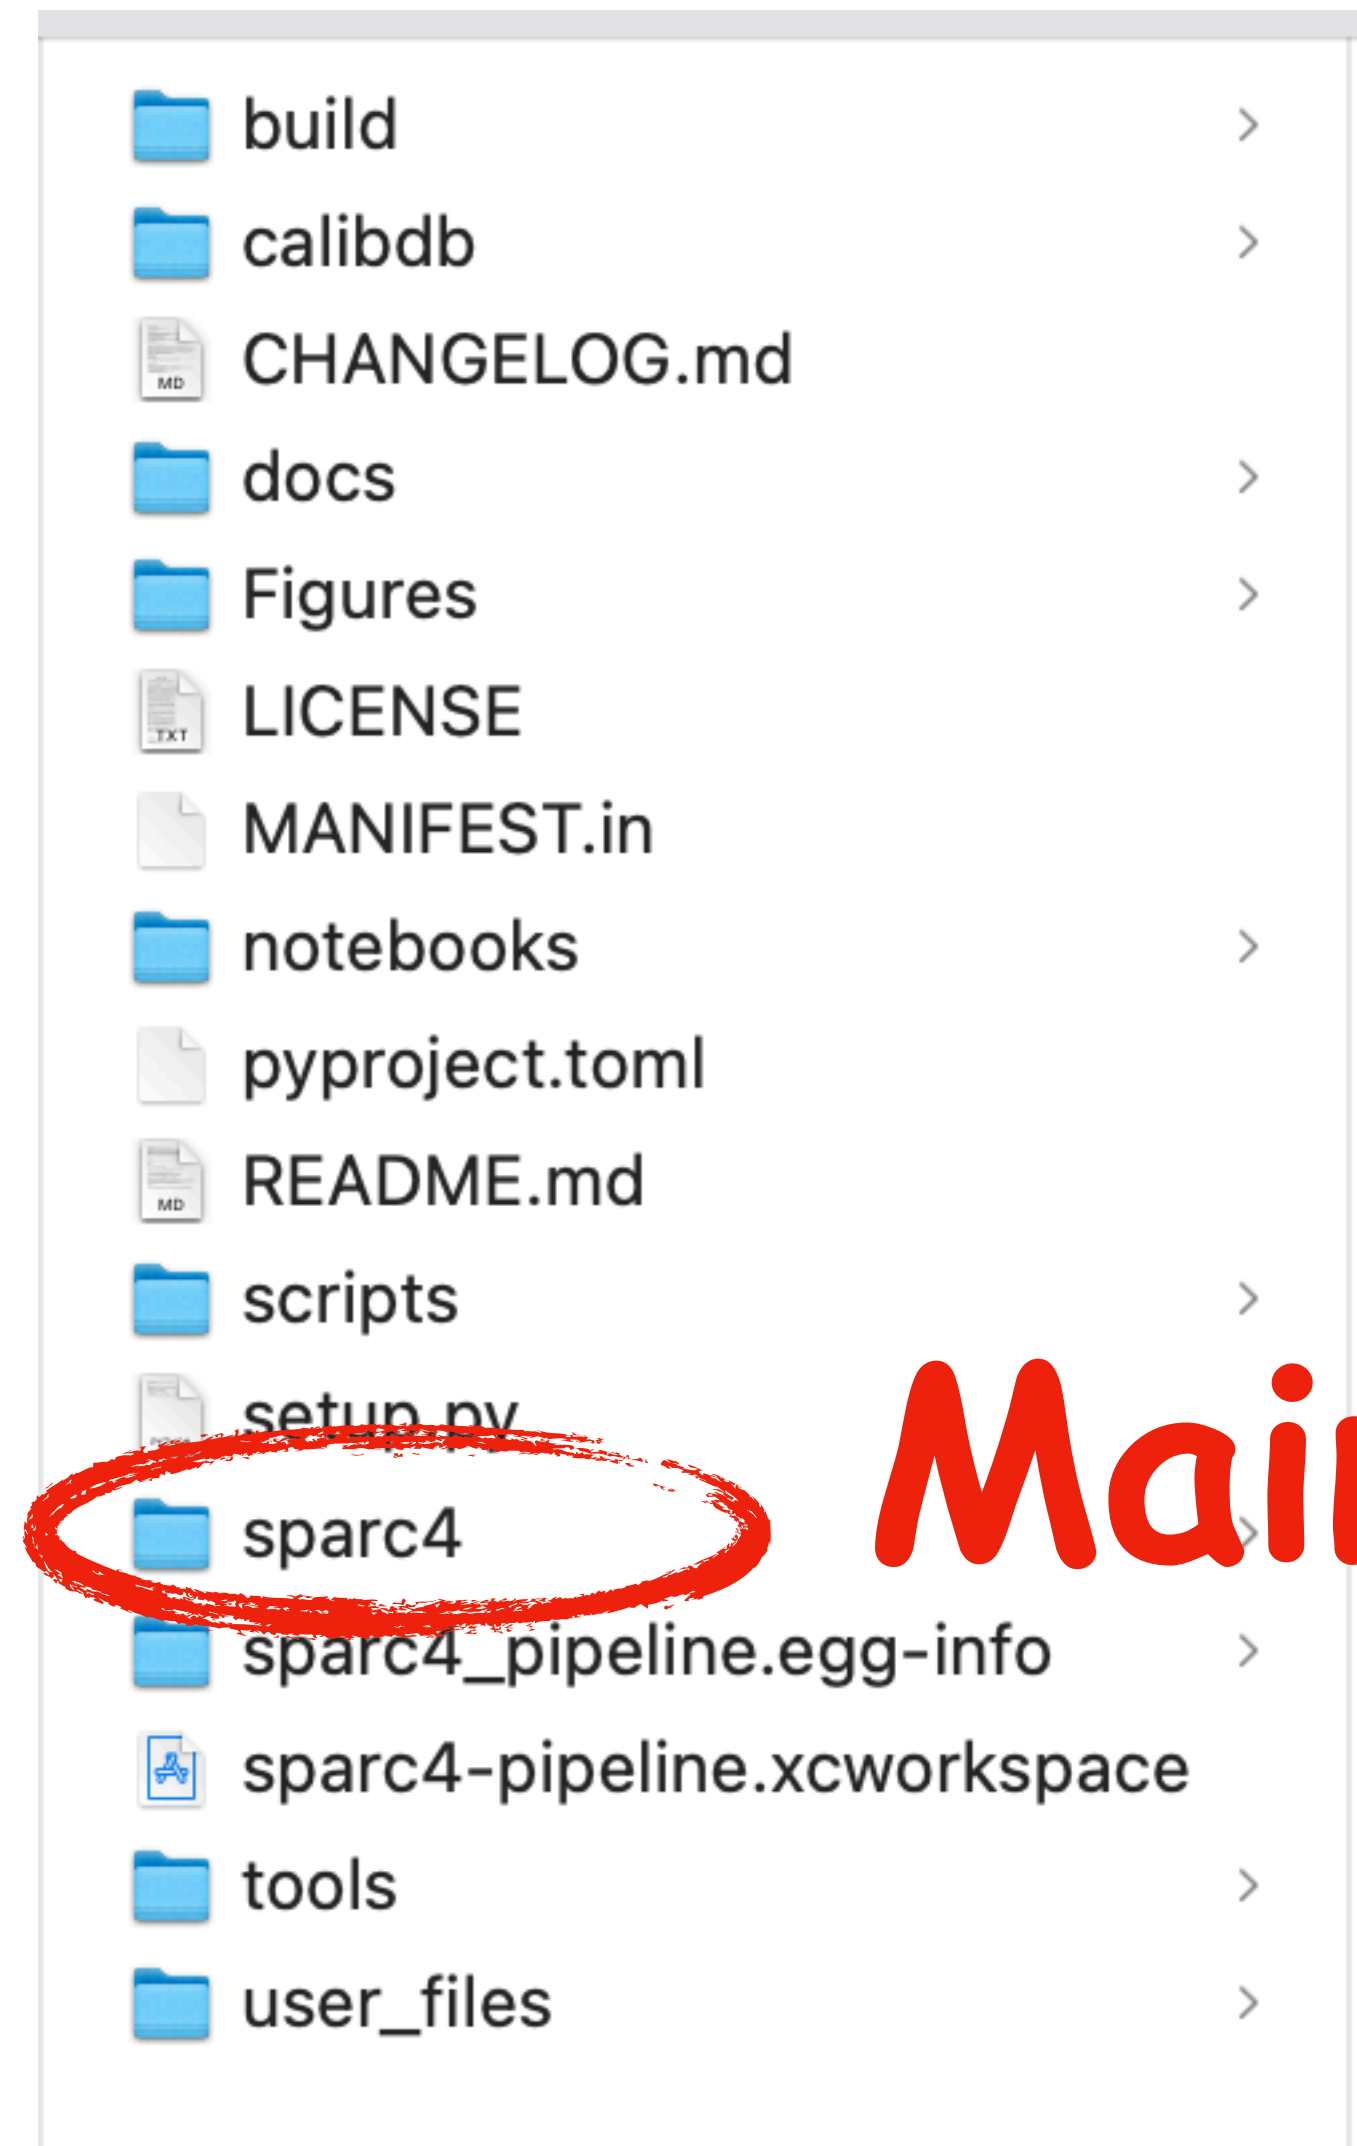 build
calibdb
CHANGELOG.md
docs
Figures
LICENSE
MANIFEST.in
notebooks
pyproject.toml
README.md
scripts
setup.py
sparc4
sparc4_pipeline.egg-info
sparc4-pipeline.xcworkspace
tools
user_files